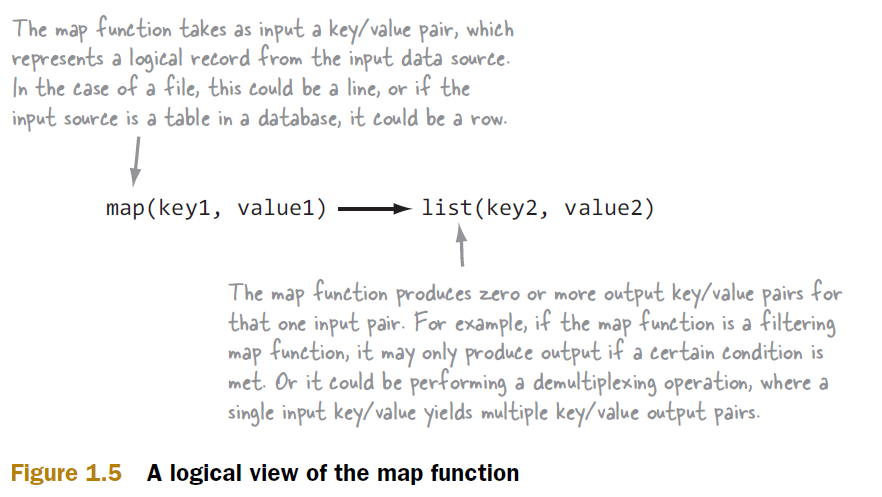 The map function takes as input a key/value pair, which
represents a logical record from the input data source.
In the case of a file, this could be a line, or if the
input source is a table in a database, it could be a row.
map(key1, value1) list(key2, value2)
The map function produces zero or more output key/value pairs for
that one input pair. For example, if the map function is a filtering
map function, it may only produce output if a certain condition is
met. Or it could be performing a demultiplexing operation, where a
single input key/value yields multiple key/value output pairs.
Figure 1.5 A logical view of the map function